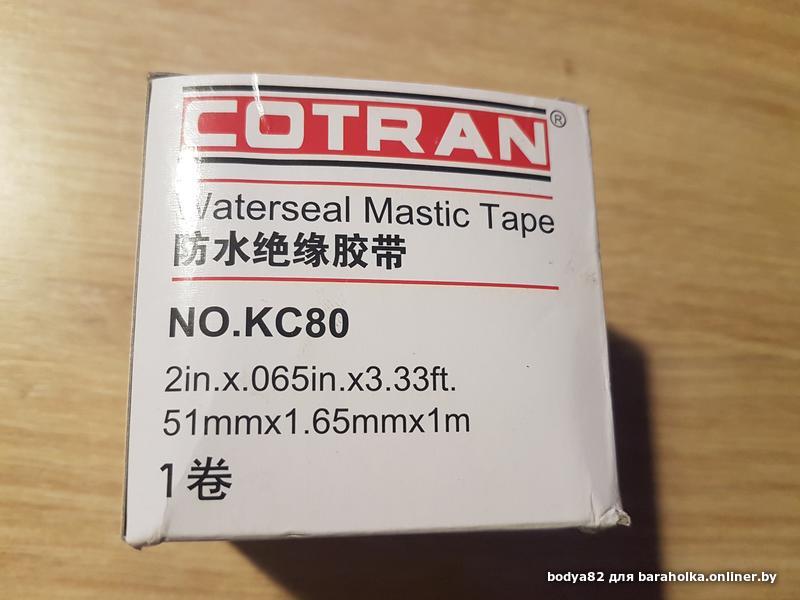 COTRAN®
Waterseal Mastic Tape
防水绝缘胶带
NO.KC80
2in.x.065in.x3.33ft.
51mmx1.65mmx1m
1卷
bodya82 для baraholka.onliner.by